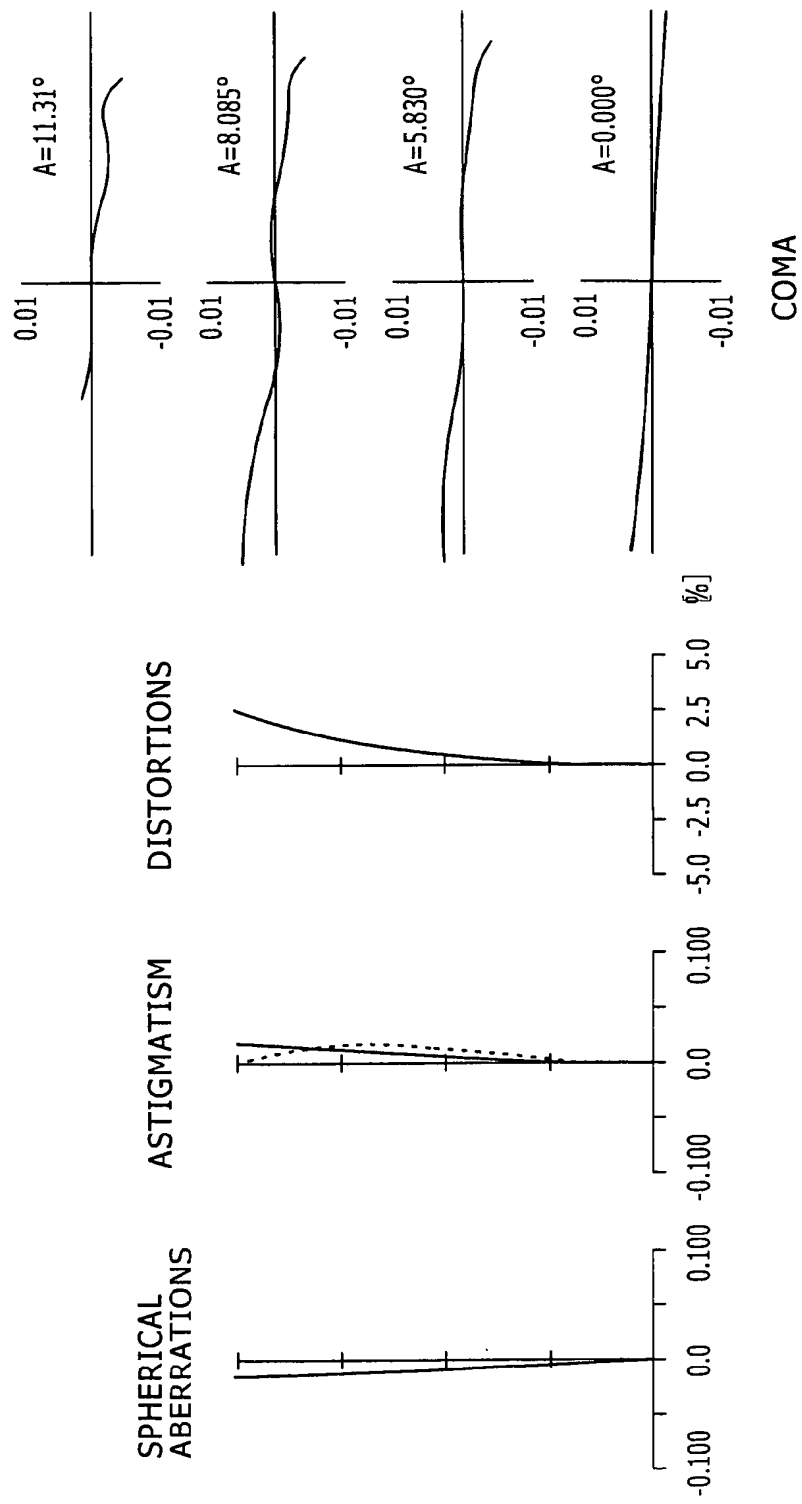 SPHERICAL
ABERRATIONS
-0.100 0.0 0.100
ASTIGMATISM
-0.100 0.0 0.100
DISTORTIONS
-5.0 -2.5 0.0 2.5 5.0 [%]
A=11.31°
0.01
-0.01
A=8.085°
0.01
-0.01
A=5.830°
0.01
-0.01
A=0.000°
0.01
-0.01
COMA